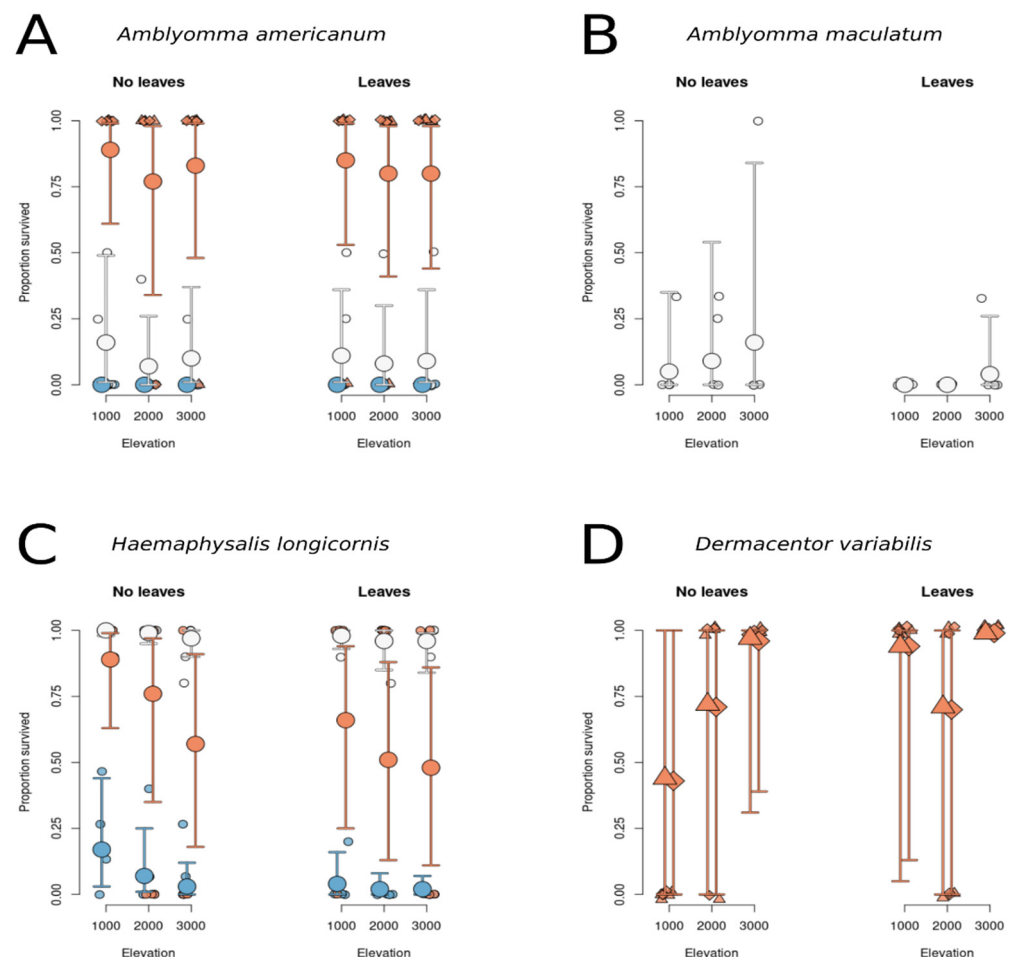 A Amblyomma americanum
No leaves Leaves
Proportion survived
1.00
0.75
0.50
0.25
0.00
1000 2000 3000 1000 2000 3000
Elevation Elevation
B Amblyomma maculatum
No leaves Leaves
Proportion survived
1.00
0.75
0.50
0.25
0.00
1000 2000 3000 1000 2000 3000
Elevation Elevation
C Haemaphysalis longicornis
No leaves Leaves
Proportion survived
1.00
0.75
0.50
0.25
0.00
1000 2000 3000 1000 2000 3000
Elevation Elevation
D Dermacentor variabilis
No leaves Leaves
Proportion survived
1.00
0.75
0.50
0.25
0.00
1000 2000 3000 1000 2000 3000
Elevation Elevation